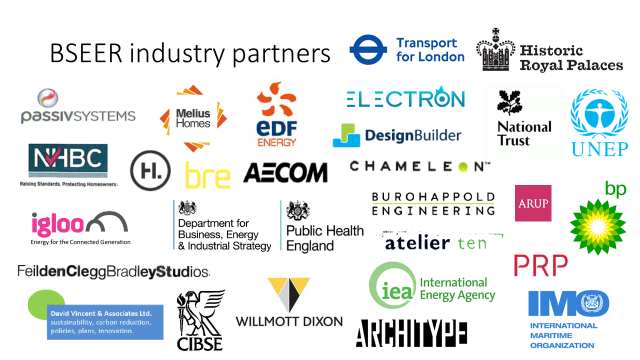 BSEER industry partners
Transport
for London
Historic
Royal Palaces
PASSIVSYSTEMS
Melius
Homes
eDF
ENERGY
ELECTRON
DesignBuilder
National
Trust
UNEP
NHBC
Raising Standards. Protecting Homeowners
H.
bre
AECOM
CHAMELEON™
BUROHAPPOLD
ENGINEERING
ARUP
bp
igloo
Energy for the Connected Generation
Department for
Business, Energy
& Industrial Strategy
Public Health
England
atelier ten
FeildenCleggBradleyStudios
PRP
David Vincent & Associates Ltd.
sustainability, carbon reduction,
policies, plans, innovation.
CIBSE
WILLMOTT DIXON
iea
International
Energy Agency
ARCHITYPE
IMO
INTERNATIONAL
MARITIME
ORGANIZATION